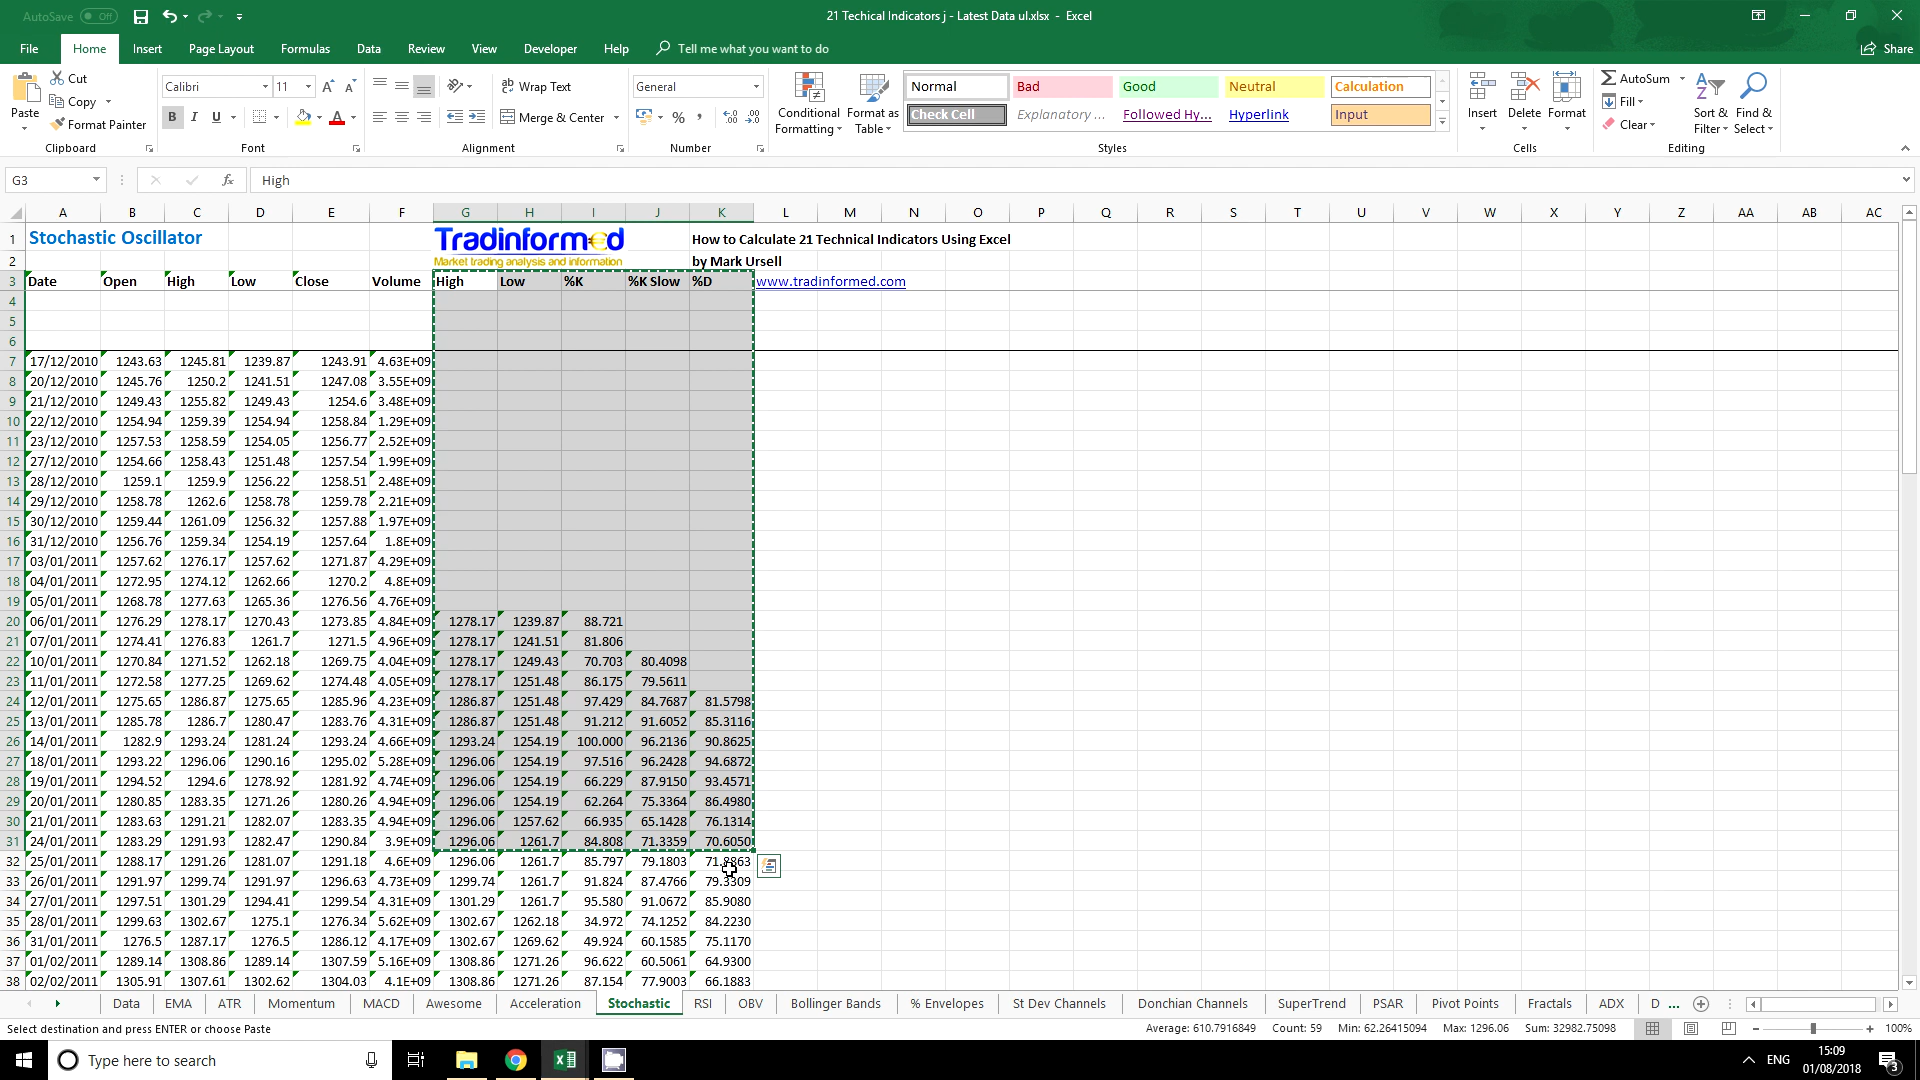 AutoSave Off 21 Techical Indicators j - Latest Data ul.xlsx - Excel
File Home Insert Page Layout Formulas Data Review View Developer Help Tell me what you want to do Share
Paste Cut Copy Format Painter Clipboard
Calibri 11 B I U Font
Wrap Text Merge & Center Alignment
General % Number
Conditional Formatting Format as Table
Normal Bad Good Neutral Calculation
Check Cell Explanatory ... Followed Hy... Hyperlink Input
Styles
Insert Delete Format Cells
AutoSum Fill Clear Sort & Filter Find & Select Editing
G3 fx High
A B C D E F G H I J K L M N O P Q R S T U V W X Y Z AA AB AC
1 Stochastic Oscillator Tradinformed How to Calculate 21 Technical Indicators Using Excel
Market trading analysis and information
2 by Mark Ursell
3 Date Open High Low Close Volume High Low %K %K Slow %D www.tradinformed.com
4
5
6
7 17/12/2010 1243.63 1245.81 1239.87 1243.91 4.63E+09
8 20/12/2010 1245.76 1250.2 1241.51 1247.08 3.55E+09
9 21/12/2010 1249.43 1255.82 1249.43 1254.6 3.48E+09
10 22/12/2010 1254.94 1259.39 1254.94 1258.84 1.29E+09
11 23/12/2010 1257.53 1258.59 1254.05 1256.77 2.52E+09
12 27/12/2010 1254.66 1258.43 1251.48 1257.54 1.99E+09
13 28/12/2010 1259.1 1259.9 1256.22 1258.51 2.48E+09
14 29/12/2010 1258.78 1262.6 1258.78 1259.78 2.21E+09
15 30/12/2010 1259.44 1261.09 1256.32 1257.88 1.97E+09
16 31/12/2010 1256.76 1259.34 1254.19 1257.64 1.8E+09
17 03/01/2011 1257.62 1276.17 1257.62 1271.87 4.29E+09
18 04/01/2011 1272.95 1274.12 1262.66 1270.2 4.8E+09
19 05/01/2011 1268.78 1277.63 1265.36 1276.56 4.76E+09
20 06/01/2011 1276.29 1278.17 1270.43 1273.85 4.84E+09 1278.17 1239.87 88.721
21 07/01/2011 1274.41 1276.83 1261.7 1271.5 4.96E+09 1278.17 1241.51 81.806
22 10/01/2011 1270.84 1271.52 1262.18 1269.75 4.04E+09 1278.17 1249.43 70.703 80.4098
23 11/01/2011 1272.58 1277.25 1269.62 1274.48 4.05E+09 1278.17 1251.48 86.175 79.5611
24 12/01/2011 1275.65 1286.87 1275.65 1285.96 4.23E+09 1286.87 1251.48 97.429 84.7687 81.5798
25 13/01/2011 1285.78 1286.7 1280.47 1283.76 4.31E+09 1286.87 1251.48 91.212 91.6052 85.3116
26 14/01/2011 1282.9 1293.24 1281.24 1293.24 4.66E+09 1293.24 1254.19 100.000 96.2136 90.8625
27 18/01/2011 1293.22 1296.06 1290.16 1295.02 5.28E+09 1296.06 1254.19 97.516 96.2428 94.6872
28 19/01/2011 1294.52 1294.6 1278.92 1281.92 4.74E+09 1296.06 1254.19 66.229 87.9150 93.4571
29 20/01/2011 1280.85 1283.35 1271.26 1280.26 4.94E+09 1296.06 1254.19 62.264 75.3364 86.4980
30 21/01/2011 1283.63 1291.21 1282.07 1283.35 4.94E+09 1296.06 1257.62 66.935 65.1428 76.1314
31 24/01/2011 1283.29 1291.93 1282.47 1290.84 3.9E+09 1296.06 1261.7 84.808 71.3359 70.6050
32 25/01/2011 1288.17 1291.26 1281.07 1291.18 4.6E+09 1296.06 1261.7 85.797 79.1803
33 26/01/2011 1291.97 1299.74 1291.97 1296.63 4.73E+09 1299.74 1261.7 91.824 87.4766 79.3309
34 27/01/2011 1297.51 1301.29 1294.41 1299.54 4.31E+09 1301.29 1261.7 95.580 91.0672 85.9080
35 28/01/2011 1299.63 1302.67 1275.1 1276.34 5.62E+09 1302.67 1262.18 34.972 74.1252 84.2230
36 31/01/2011 1276.5 1287.17 1276.5 1286.12 4.17E+09 1302.67 1269.62 49.924 60.1585 75.1170
37 01/02/2011 1289.14 1308.86 1289.14 1307.59 5.16E+09 1308.86 1271.26 96.622 60.5061 64.9300
38 02/02/2011 1305.91 1307.61 1302.62 1304.03 4.1E+09 1308.86 1271.26 87.154 77.9003 66.1883
Data EMA ATR Momentum MACD Awesome Acceleration Stochastic RSI OBV Bollinger Bands % Envelopes St Dev Channels Donchian Channels SuperTrend PSAR Pivot Points Fractals ADX D ...
Select destination and press ENTER or choose Paste Average: 610.7916849 Count: 59 Min: 62.26415094 Max: 1296.06 Sum: 32982.75098 100%
Type here to search ENG 15:09 01/08/2018 3